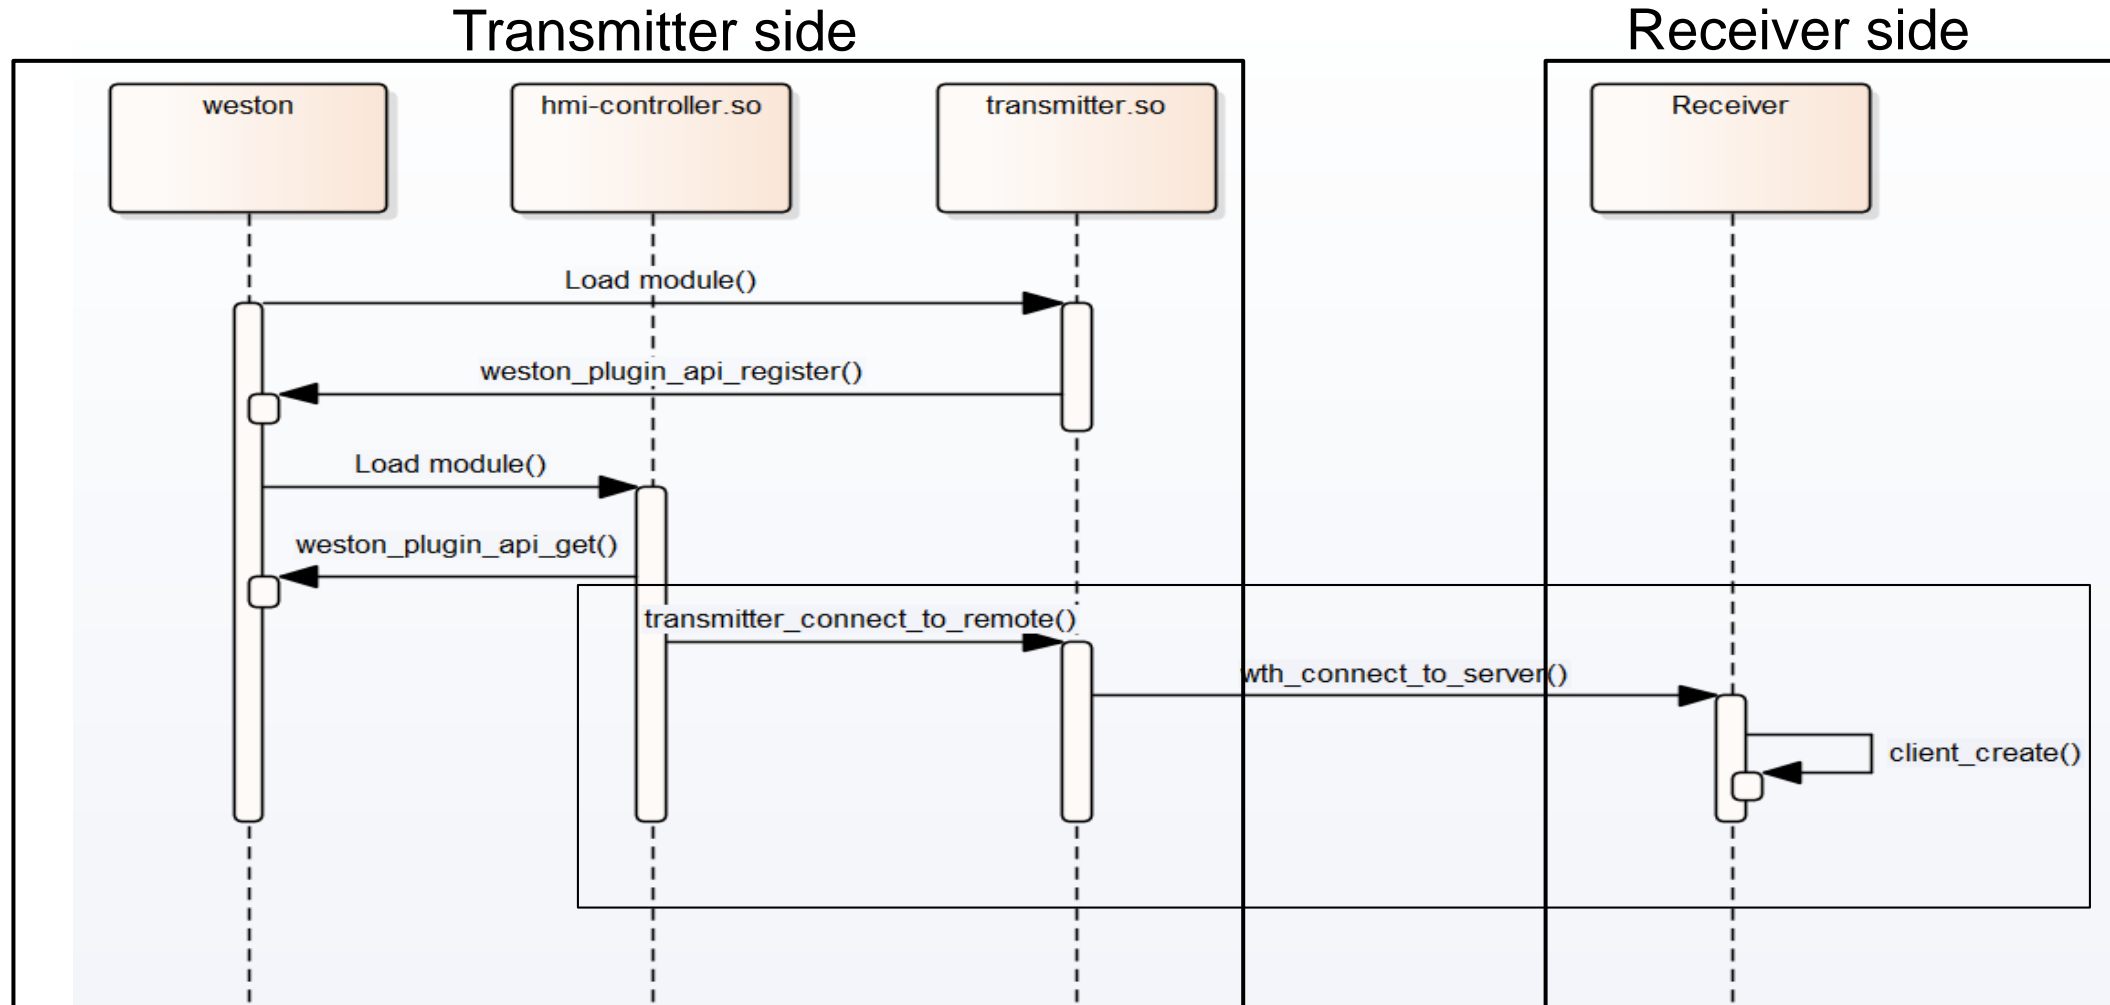 Transmitter side
Receiver side
weston
hmi-controller.so
transmitter.so
Receiver
Load module()
weston_plugin_api_register()
Load module()
weston_plugin_api_get()
transmitter_connect_to_remote()
wth_connect_to_server()
client_create()